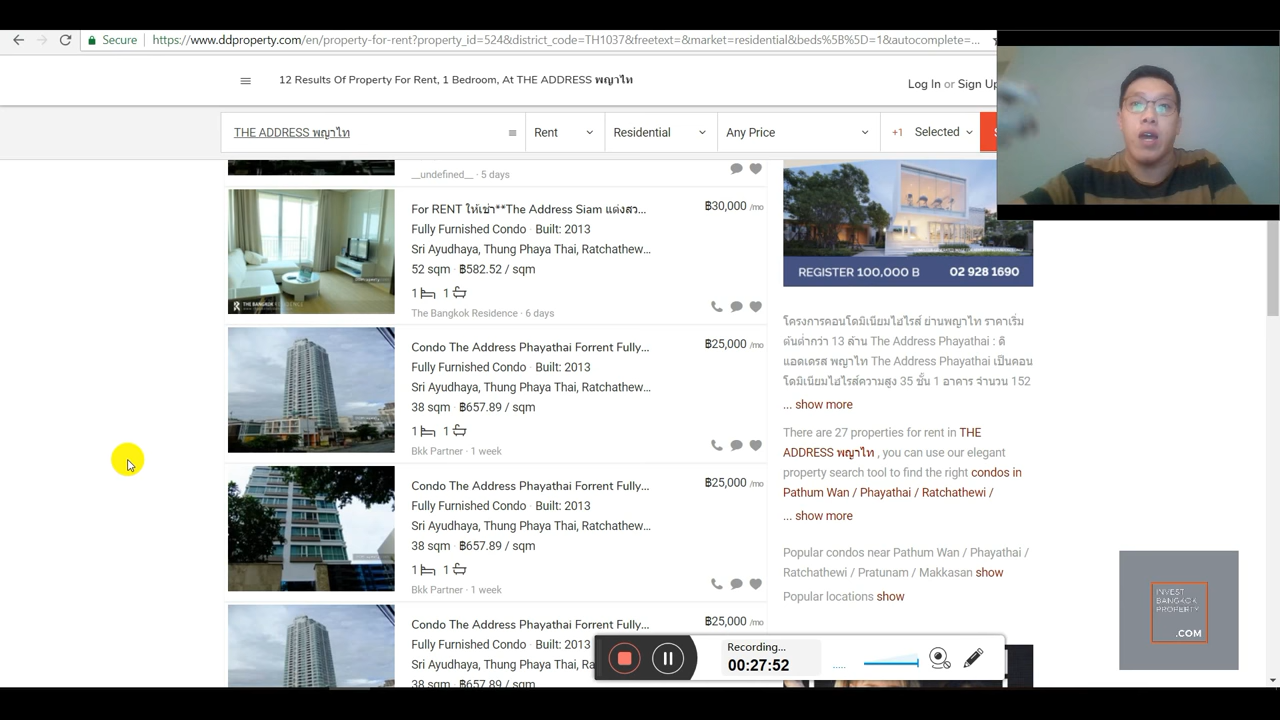 Secure
https://www.ddproperty.com/en/property-for-rent?property_id=524&district_code=TH1037&freetext=&market=residential&beds%5B%5D=1&autocomplete=...
12 Results Of Property For Rent, 1 Bedroom, At THE ADDRESS พญาไท
Log In or Sign Up
THE ADDRESS พญาไท
Rent
Residential
Any Price
+1 Selected
__undefined__ · 5 days
For RENT ให้เช่า**The Address Siam แต่งสว...
฿30,000 /mo
Fully Furnished Condo · Built: 2013
Sri Ayudhaya, Thung Phaya Thai, Ratchathew...
52 sqm · ฿582.52 / sqm
1 1
The Bangkok Residence · 6 days
THE BANGKOK RESIDENCE
Condo The Address Phayathai Forrent Fully...
฿25,000 /mo
Fully Furnished Condo · Built: 2013
Sri Ayudhaya, Thung Phaya Thai, Ratchathew...
38 sqm · ฿657.89 / sqm
1 1
Bkk Partner · 1 week
Condo The Address Phayathai Forrent Fully...
฿25,000 /mo
Fully Furnished Condo · Built: 2013
Sri Ayudhaya, Thung Phaya Thai, Ratchathew...
38 sqm · ฿657.89 / sqm
1 1
Bkk Partner · 1 week
Condo The Address Phayathai Forrent Fully...
฿25,000 /mo
Fully Furnished Condo · Built: 2013
Sri Ayudhaya, Thung Phaya Thai, Ra
38 sqm · ฿657.89 / sqm
REGISTER 100,000 B 02 928 1690
โครงการคอนโดมิเนียมไฮไรส์ ย่านพญาไท ราคาเริ่ม
ต้นต่ำกว่า 13 ล้าน The Address Phayathai : ดิ
แอดเดรส พญาไท The Address Phayathai เป็นคอน
โดมิเนียมไฮไรส์ความสูง 35 ชั้น 1 อาคาร จำนวน 152
... show more
There are 27 properties for rent in THE
ADDRESS พญาไท , you can use our elegant
property search tool to find the right condos in
Pathum Wan / Phayathai / Ratchathewi /
... show more
Popular condos near Pathum Wan / Phayathai /
Ratchathewi / Pratunam / Makkasan show
Popular locations show
Recording...
00:27:52
INVEST
BANGKOK
PROPERTY
.COM